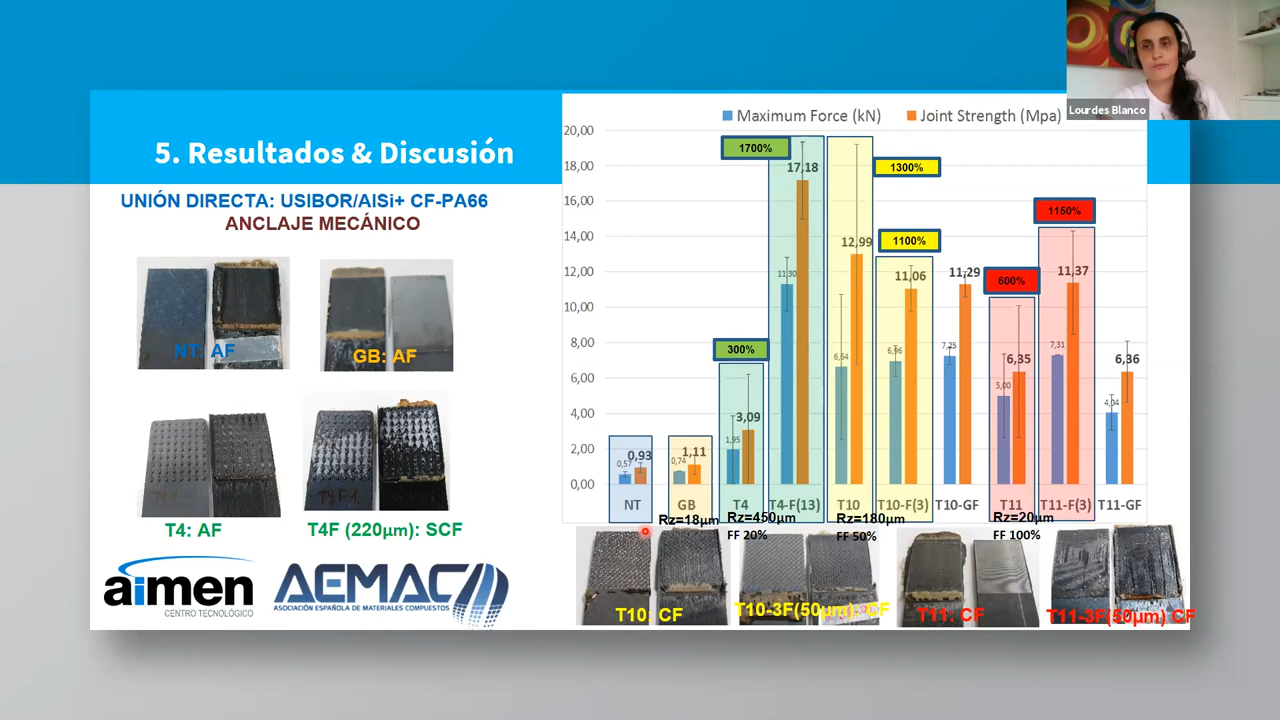 Lourdes Blanco
5. Resultados & Discusión
UNIÓN DIRECTA: USIBOR/AlSi+ CF-PA66
ANCLAJE MECÁNICO
NT: AF
GB: AF
T4: AF
T4F (220µm): SCF
aimen
CENTRO TECNOLÓGICO
AEMAC
ASOCIACIÓN ESPAÑOLA DE MATERIALES COMPUESTOS
Maximum Force (kN)
Joint Strength (Mpa)
20,00
18,00
16,00
14,00
12,00
10,00
8,00
6,00
4,00
2,00
0,00
1700%
1300%
1150%
1100%
600%
300%
0,57
0,93
0,74
1,11
1,95
3,09
11,30
17,18
6,64
12,99
6,96
11,06
7,25
11,29
5,00
6,35
7,31
11,37
4,04
6,36
NT
GB
T4
T4-F(13)
T10
T10-F(3)
T10-GF
T11
T11-F(3)
T11-GF
Rz=18µm
Rz=450µm
FF 20%
Rz=180µm
FF 50%
Rz=20µm
FF 100%
T10: CF
T10-3F(50µm): CF
T11: CF
T11-3F(50µm) CF